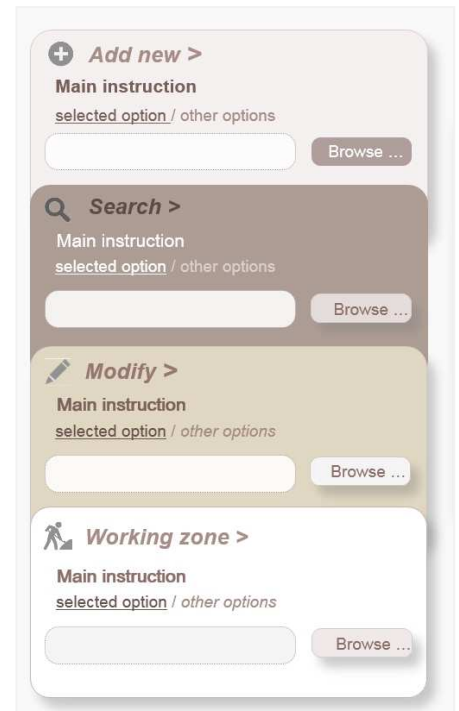 Add new >
Main instruction
selected option / other options
Browse ...
Search >
Main instruction
selected option / other options
Browse ...
Modify >
Main instruction
selected option / other options
Browse ...
Working zone >
Main instruction
selected option / other options
Browse ...